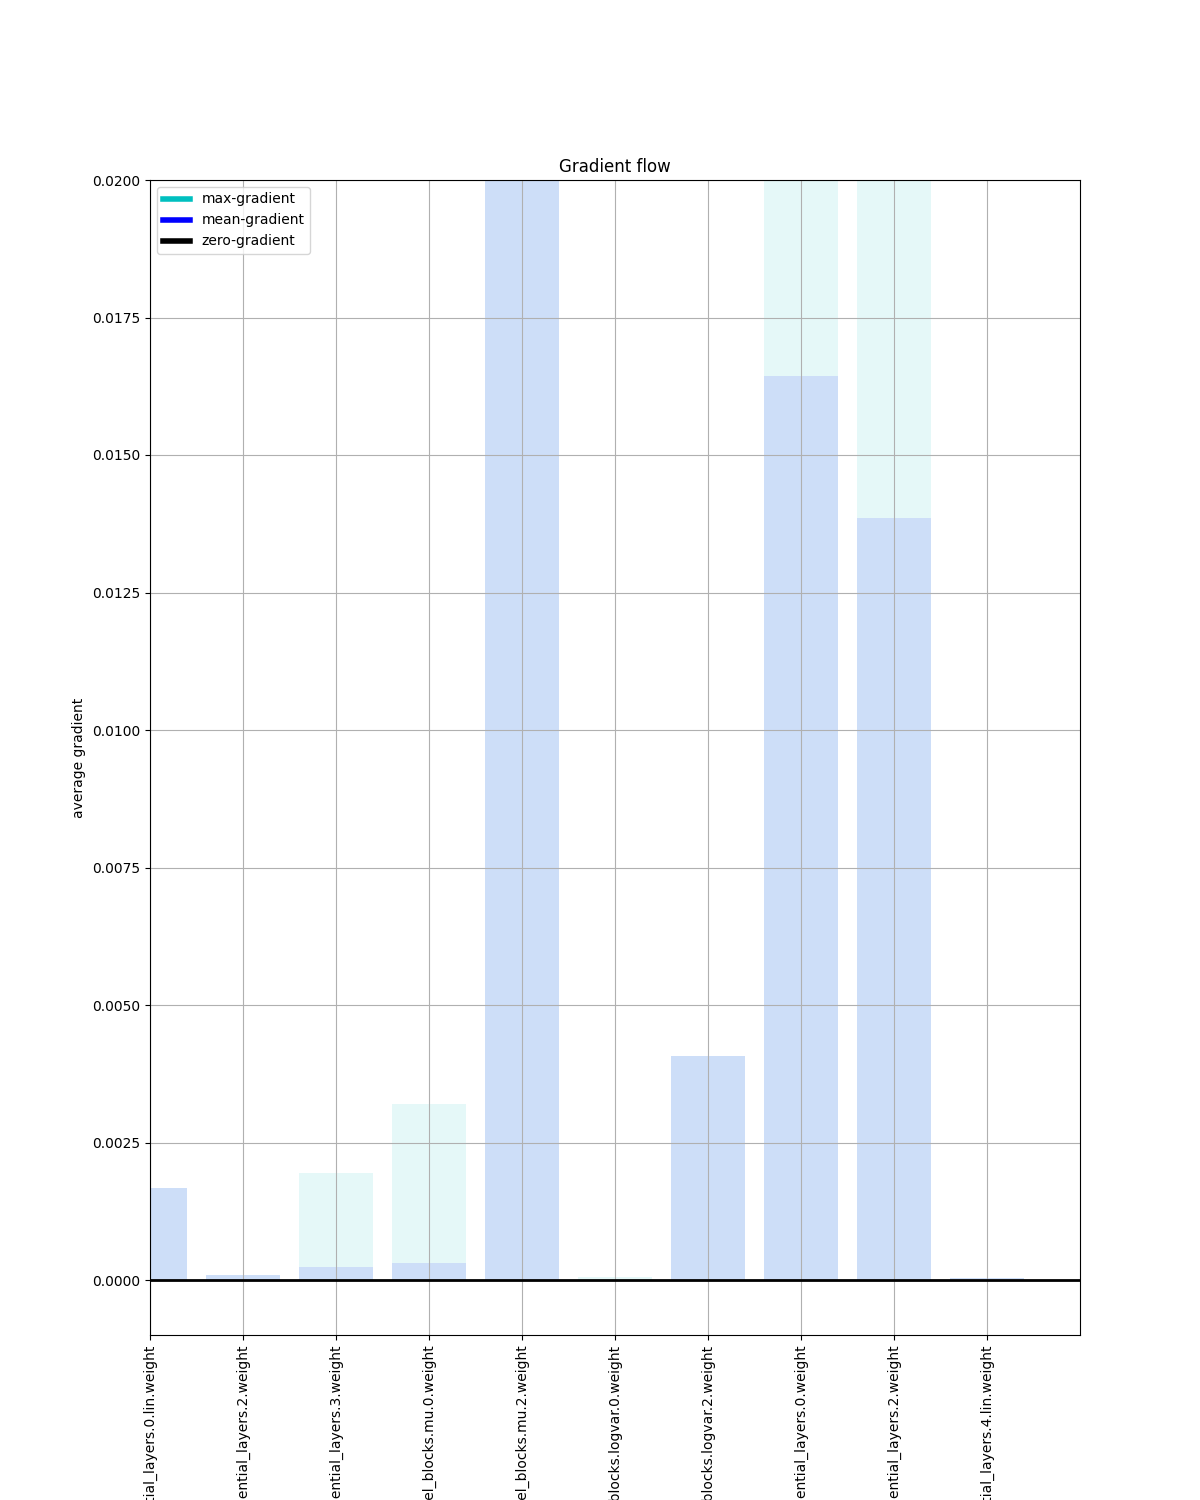 Gradient flow
max-gradient
mean-gradient
zero-gradient
0.0200
0.0175
0.0150
0.0125
0.0100
0.0075
0.0050
0.0025
0.0000
average gradient
tial_layers.0.lin.weight
ential_layers.2.weight
ential_layers.3.weight
el_blocks.mu.0.weight
el_blocks.mu.2.weight
blocks.logvar.0.weight
blocks.logvar.2.weight
ential_layers.0.weight
ential_layers.2.weight
tial_layers.4.lin.weight